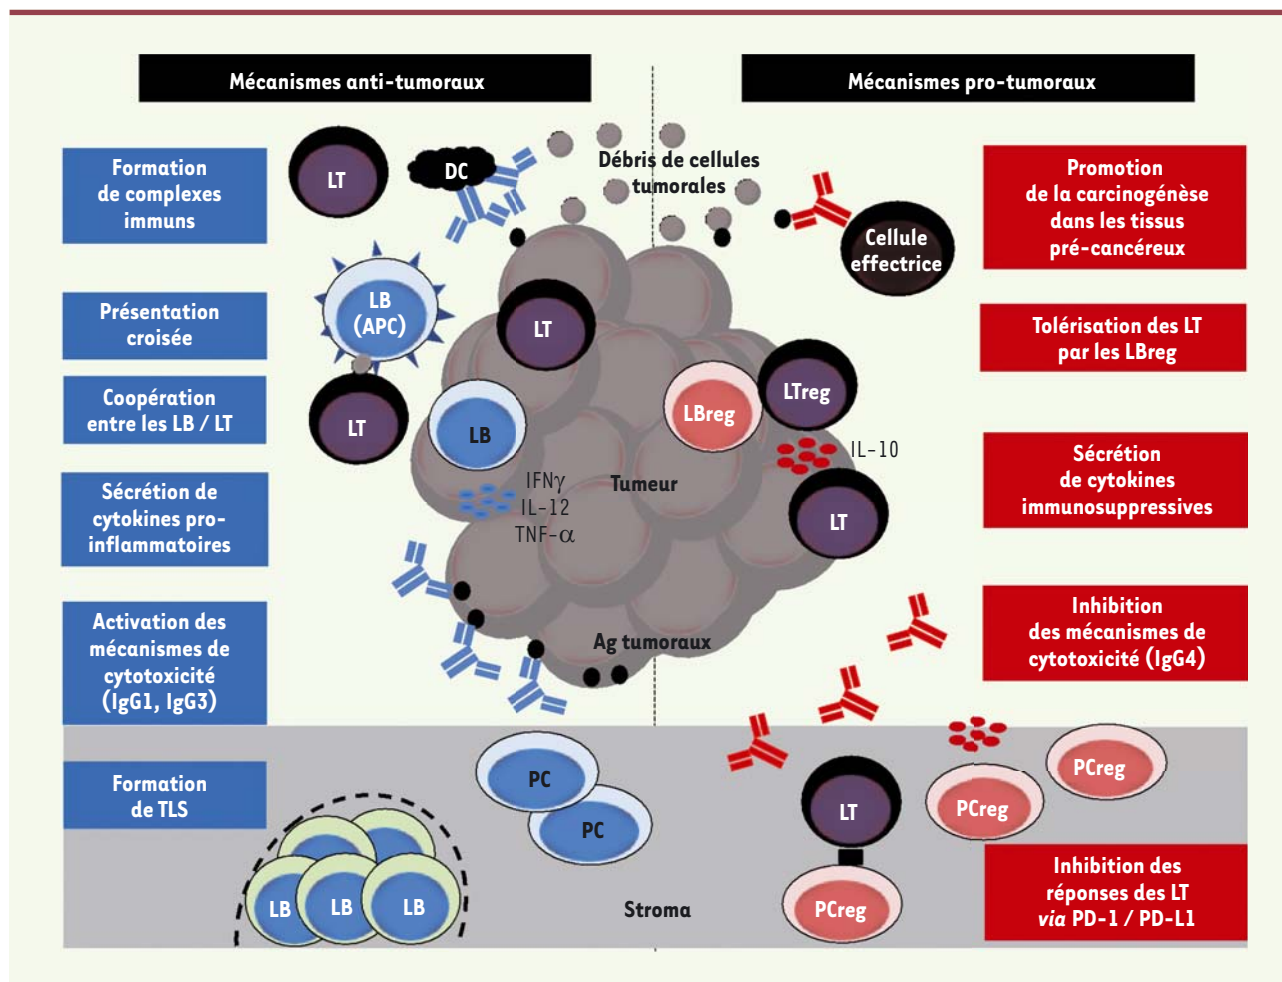 Mécanismes anti-tumoraux
Mécanismes pro-tumoraux
Formation
de complexes
immuns
Présentation
croisée
Coopération
entre les LB / LT
Sécrétion de
cytokines pro-
inflammatoires
Activation des
mécanismes de
cytotoxicité
(IgG1, IgG3)
Formation
de TLS
LT
DC
Débris de cellules
tumorales
Cellule
effectrice
LB
(APC)
LT
LT
LB
LBreg
LTreg
IL-10
LT
IFNγ
IL-12
TNF-α
Tumeur
Ag tumoraux
PC
PC
LB
LB
LB
Stroma
LT
PCreg
PCreg
PCreg
Promotion
de la carcinogénèse
dans les tissus
pré-cancéreux
Tolérisation des LT
par les LBreg
Sécrétion
de cytokines
immunosuppressives
Inhibition
des mécanismes de
cytotoxicité (IgG4)
Inhibition des
réponses des LT
via PD-1 / PD-L1